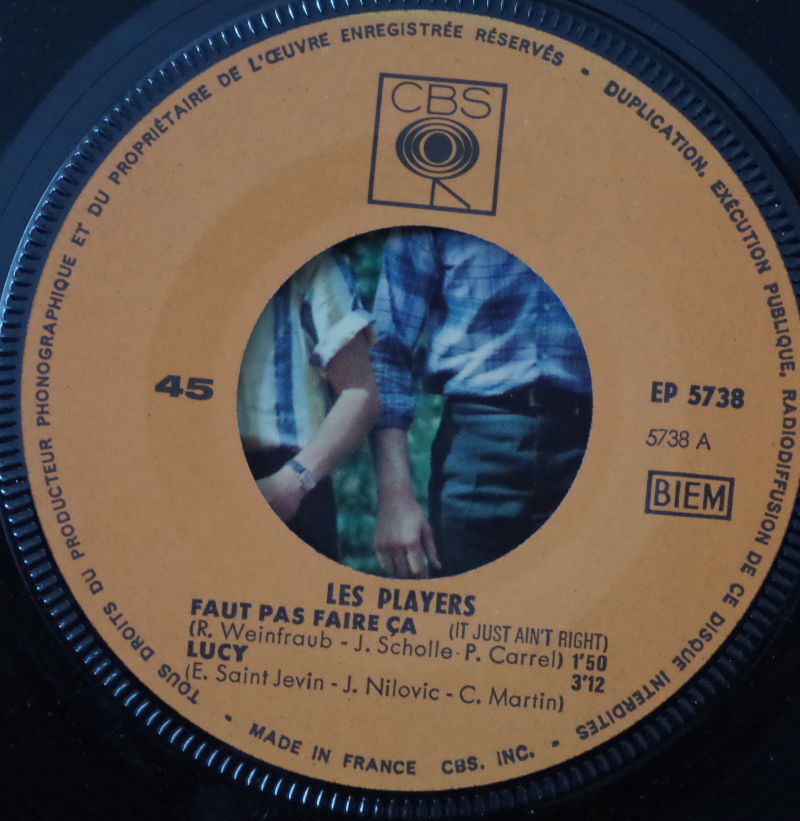 TOUS DROITS DU PRODUCTEUR PHONOGRAPHIQUE ET DU PROPRIÉTAIRE DE L'ŒUVRE ENREGISTRÉE RÉSERVÉS • DUPLICATION, EXÉCUTION PUBLIQUE, RADIODIFFUSION DE CE DISQUE INTERDITES •
CBS
45
EP 5738
5738 A
BIEM
LES PLAYERS
FAUT PAS FAIRE ÇA (IT JUST AIN'T RIGHT)
(R. Weinfraub - J. Scholle - P. Carrel) 1'50
LUCY 3'12
(E. Saint Jevin - J. Nilovic - C. Martin)
• MADE IN FRANCE CBS. INC.